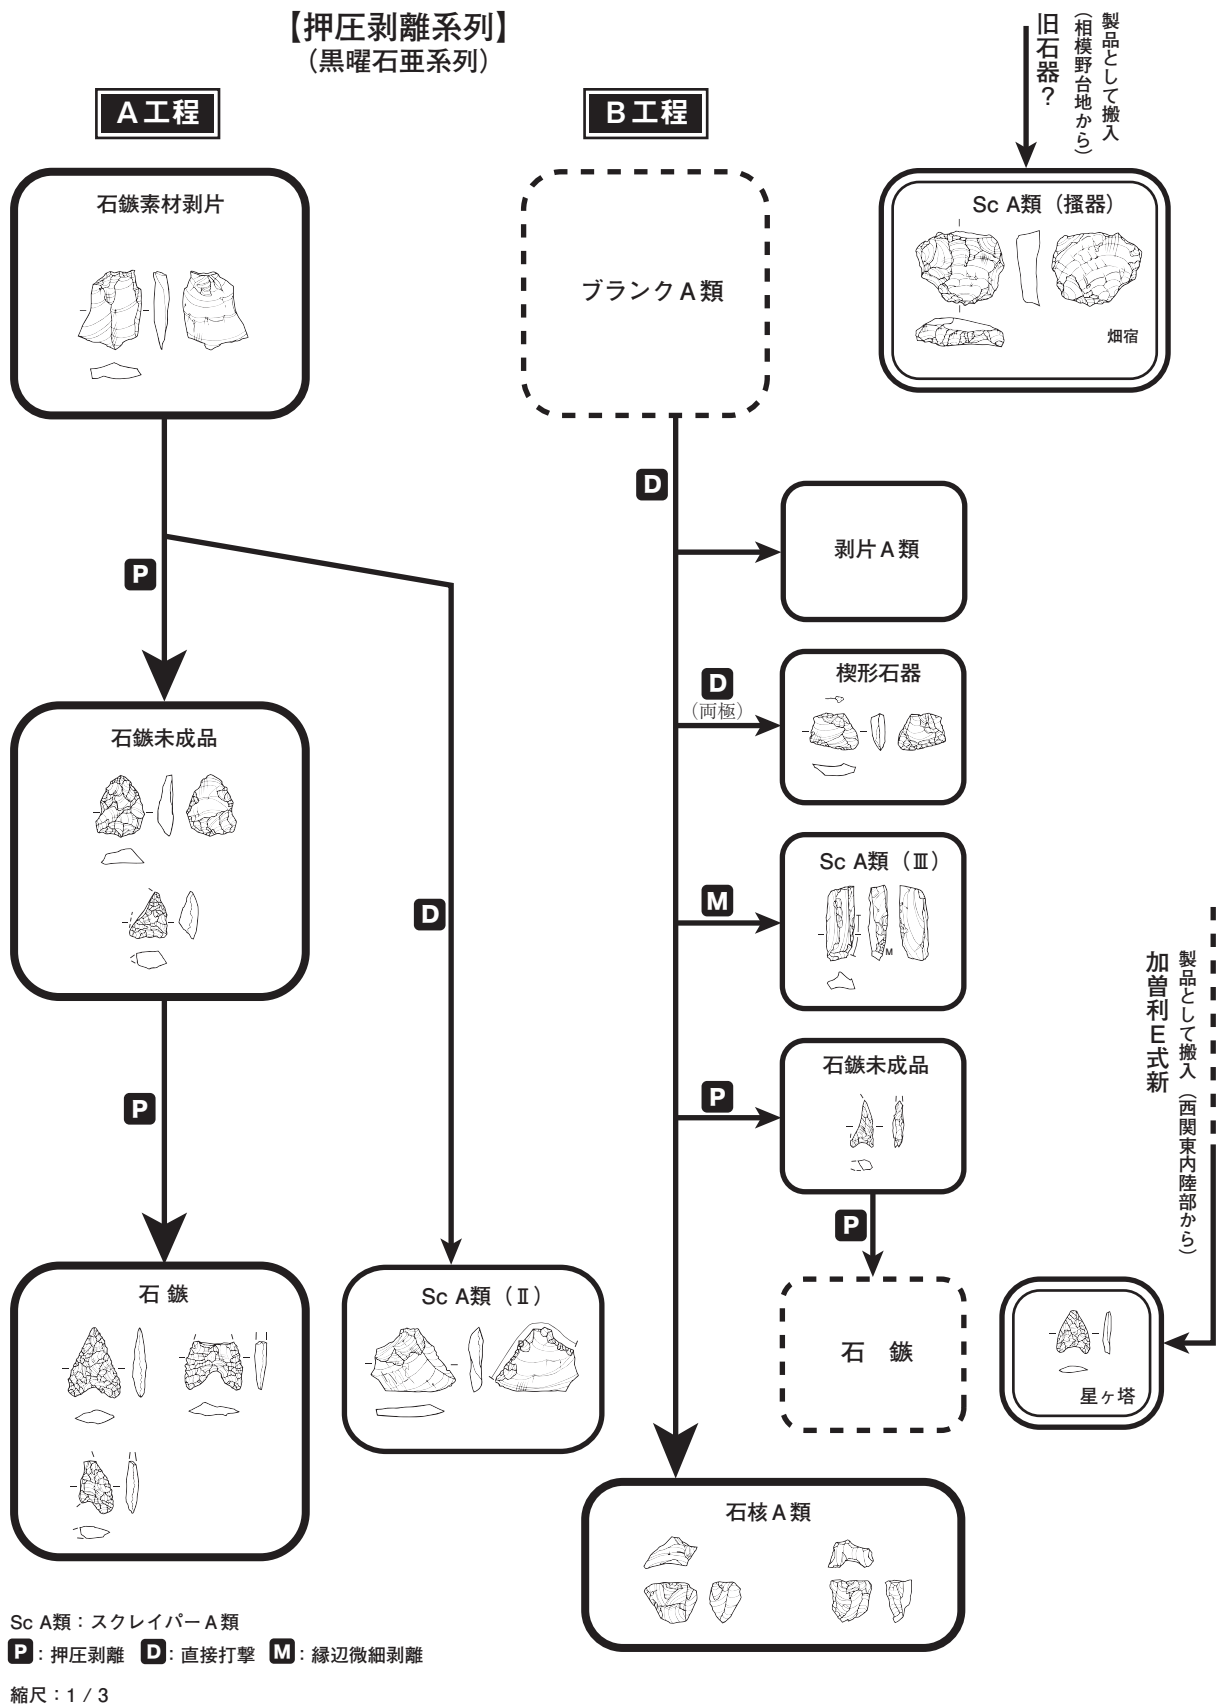 【押圧剥離系列】
（黒曜石亜系列）
A工程
B工程
旧石器？
製品として搬入
（相模野台地から）
石鏃素材剥片
ブランクA類
Sc A類（掻器）
畑宿
D
剥片A類
P
楔形石器
D
（両極）
石鏃未成品
Sc A類（Ⅲ）
M
M
D
加曽利E式新
製品として搬入（西関東内陸部から）
石鏃未成品
P
P
P
石鏃
Sc A類（Ⅱ）
石 鏃
星ヶ塔
石核A類
Sc A類：スクレイパーA類
P：押圧剥離 D：直接打撃 M：縁辺微細剥離
縮尺：1 / 3